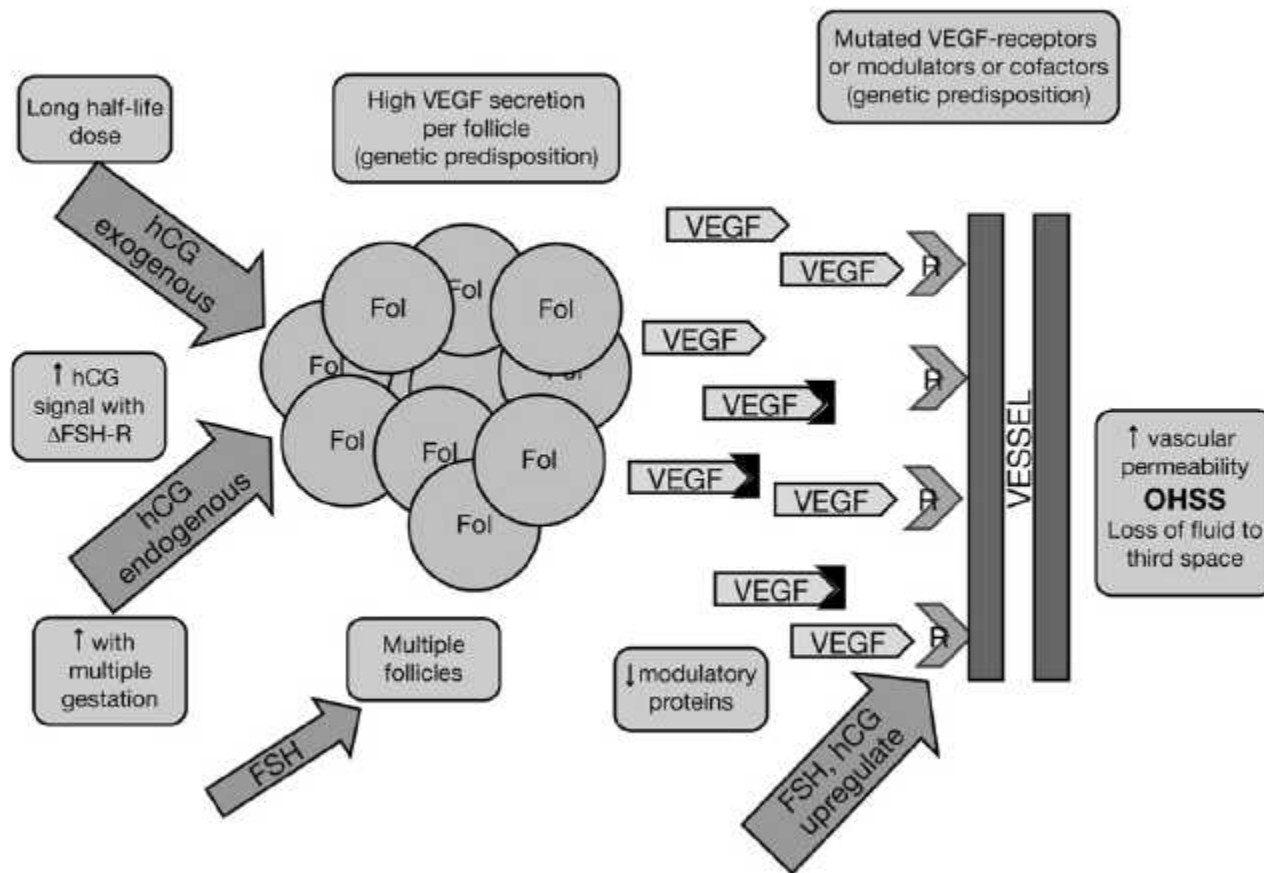 Long half-life
dose
High VEGF secretion
per follicle
(genetic predisposition)
Mutated VEGF-receptors
or modulators or cofactors
(genetic predisposition)
hCG
exogenous
↑ hCG
signal with
ΔFSH-R
hCG
endogenous
↑ with
multiple
gestation
Fol
Fol
Fol
Fol
Fol
Fol
Fol
Fol
Fol
Multiple
follicles
FSH
VEGF
VEGF
VEGF
VEGF
VEGF
VEGF
VEGF
VEGF
R
R
R
R
↓ modulatory
proteins
FSH, hCG
upregulate
VESSEL
↑ vascular
permeability
OHSS
Loss of fluid to
third space